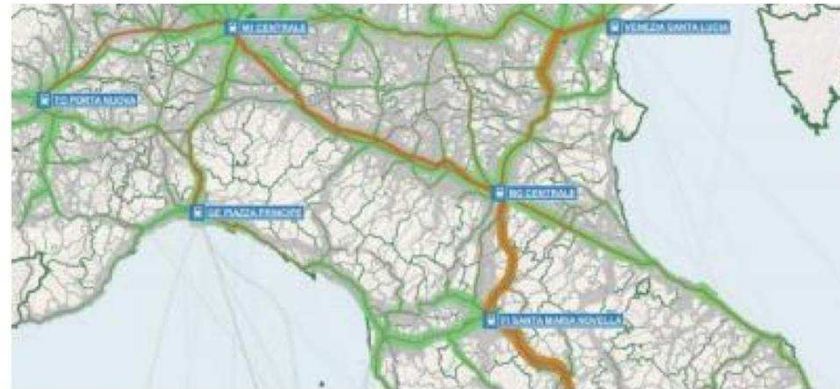 MI CENTRALE
VENEZIA SANTA LUCIA
TO PORTA NUOVA
BO CENTRALE
GE PIAZZA PRINCIPE
FI SANTA MARIA NOVELLA